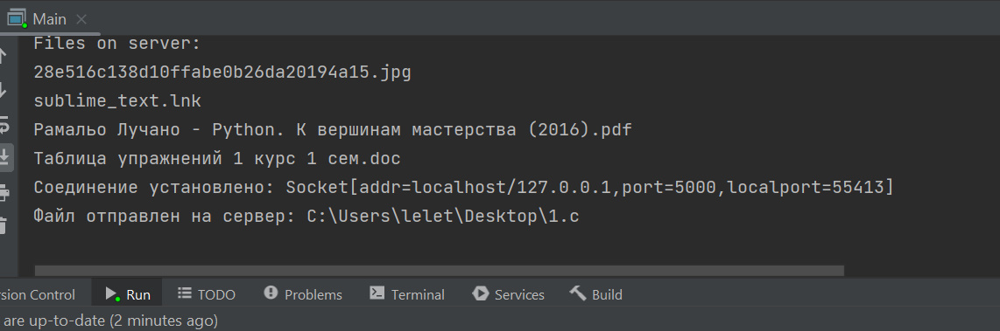 Main
Files on server:
28e516c138d10ffabe0b26da20194a15.jpg
sublime_text.lnk
Рамальо Лучано - Python. К вершинам мастерства (2016).pdf
Таблица упражнений 1 курс 1 сем.doc
Соединение установлено: Socket[addr=localhost/127.0.0.1,port=5000,localport=55413]
Файл отправлен на сервер: C:\Users\lelet\Desktop\1.c
rsion Control Run TODO Problems Terminal Services Build
are up-to-date (2 minutes ago)